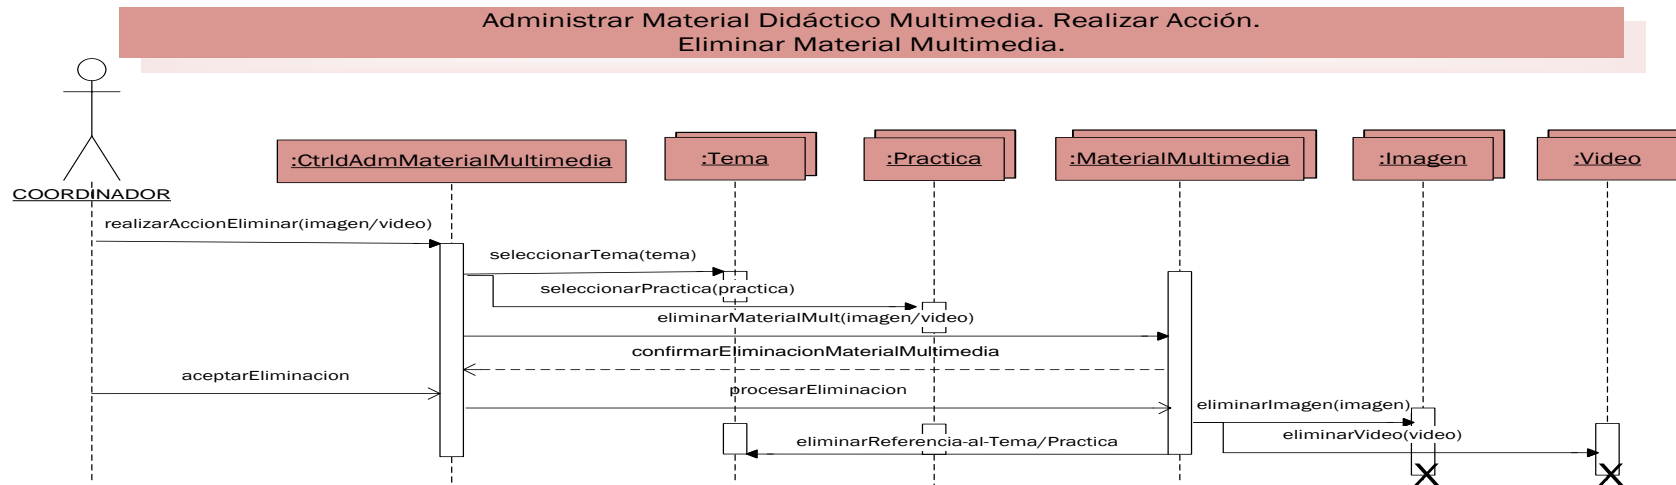 Administrar Material Didáctico Multimedia. Realizar Acción.
Eliminar Material Multimedia.
:CtrldAdmMaterialMultimedia
:Tema
:Practica
:MaterialMultimedia
:Imagen
:Video
COORDINADOR
realizarAccionEliminar(imagen/video)
seleccionarTema(tema)
seleccionarPractica(practica)
eliminarMaterialMult(imagen/video)
confirmarEliminacionMaterialMultimedia
aceptarEliminacion
procesarEliminacion
eliminarImagen(imagen)
eliminarVideo(video)
eliminarReferencia-al-Tema/Practica